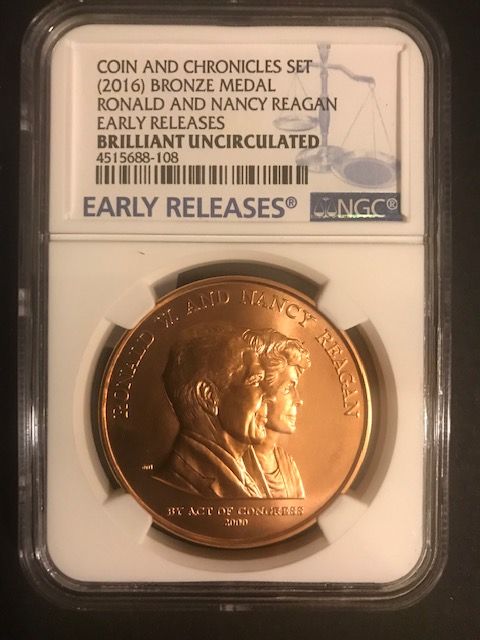 COIN AND CHRONICLES SET
(2016) BRONZE MEDAL
RONALD AND NANCY REAGAN
EARLY RELEASES
BRILLIANT UNCIRCULATED
4515688-108
EARLY RELEASES® NGC®
RONALD W. AND NANCY REAGAN
BY ACT OF CONGRESS
2000